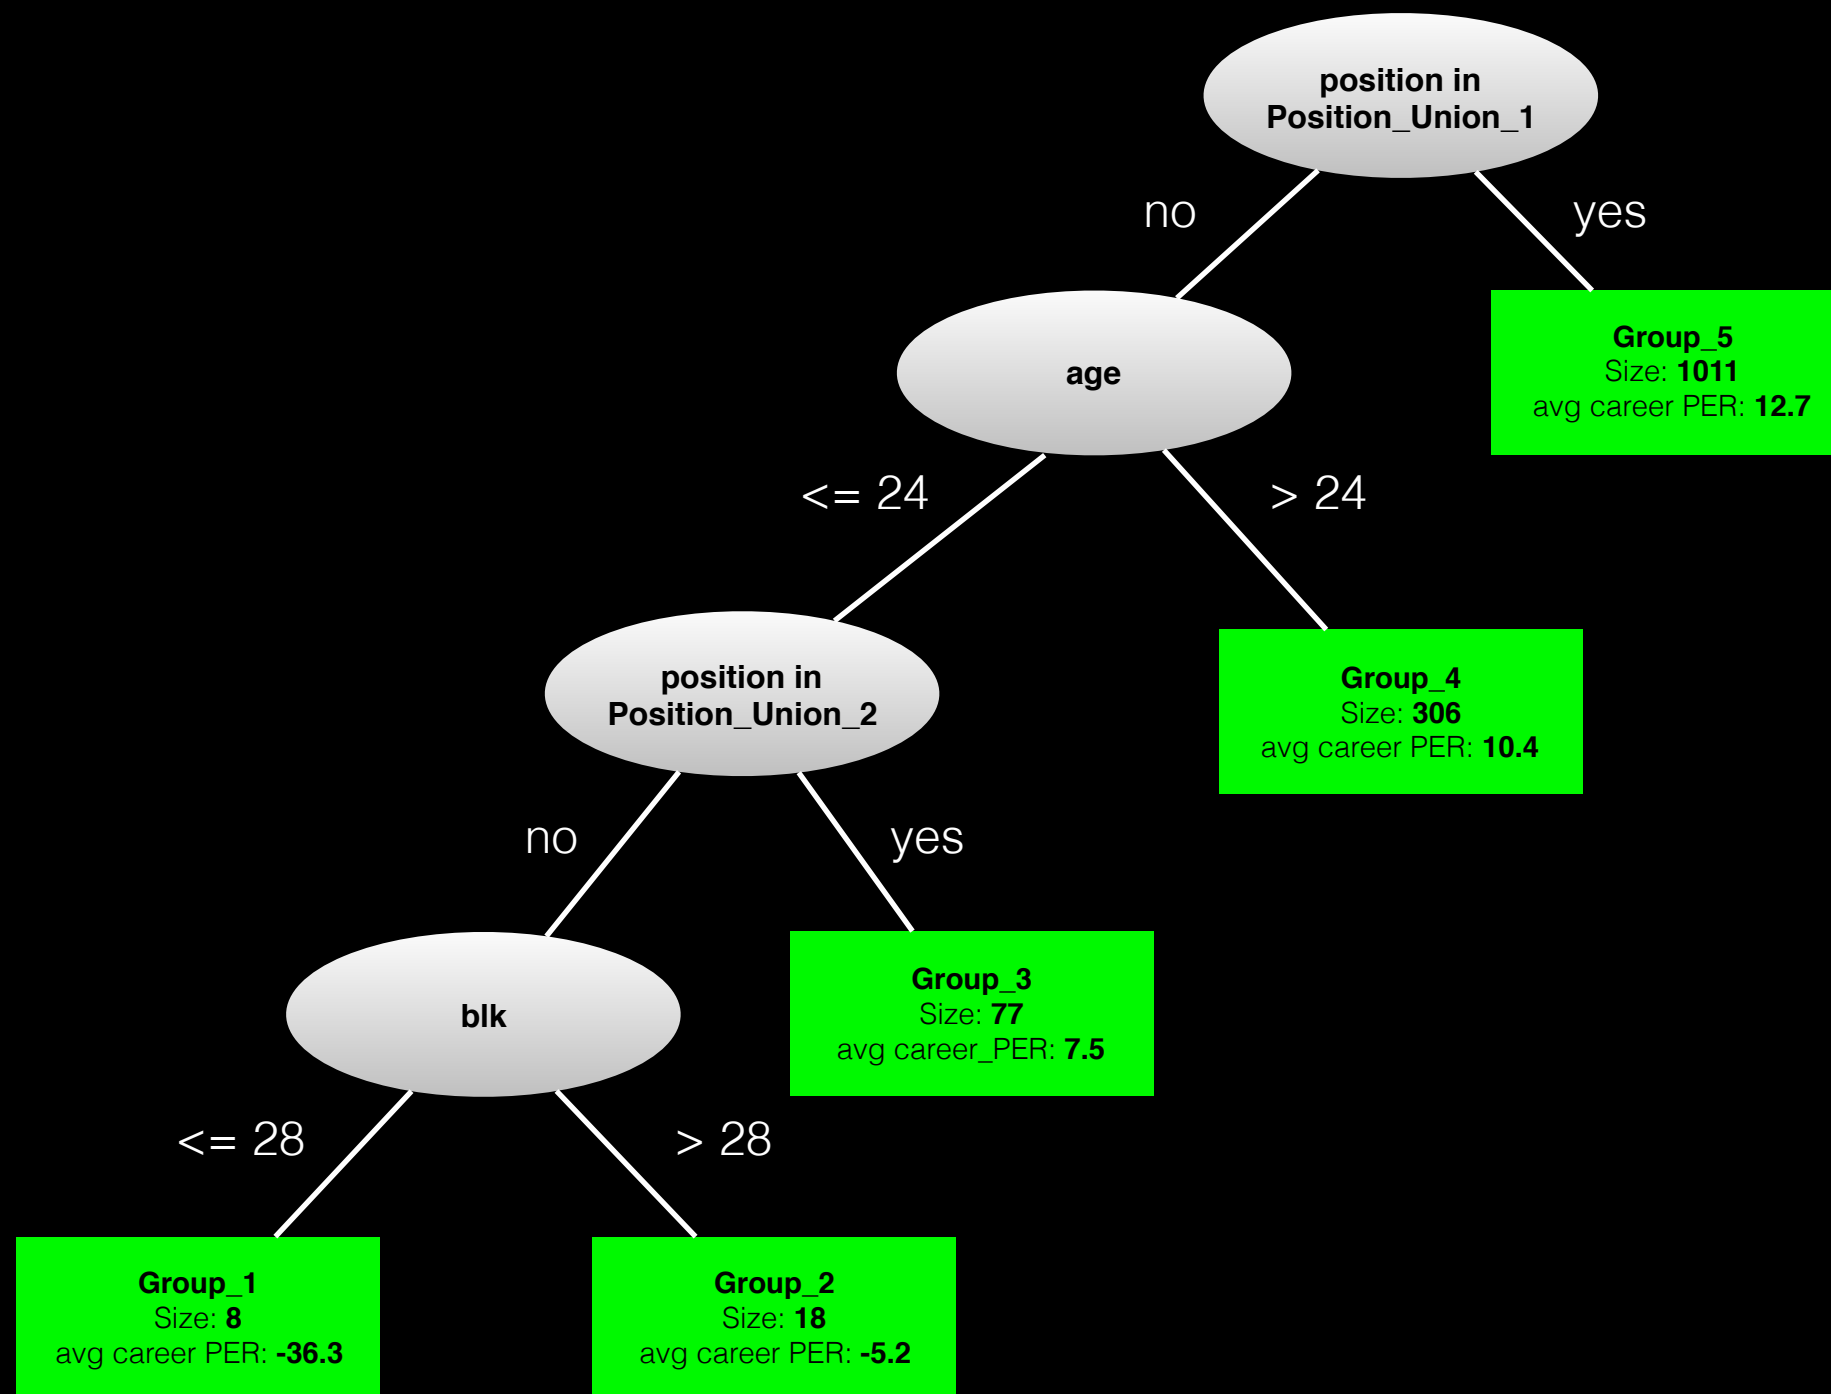 position in
Position_Union_1
no
yes
age
Group_5
Size: 1011
avg career PER: 12.7
<= 24
> 24
position in
Position_Union_2
Group_4
Size: 306
avg career PER: 10.4
no
yes
blk
Group_3
Size: 77
avg career_PER: 7.5
<= 28
> 28
Group_1
Size: 8
avg career PER: -36.3
Group_2
Size: 18
avg career PER: -5.2